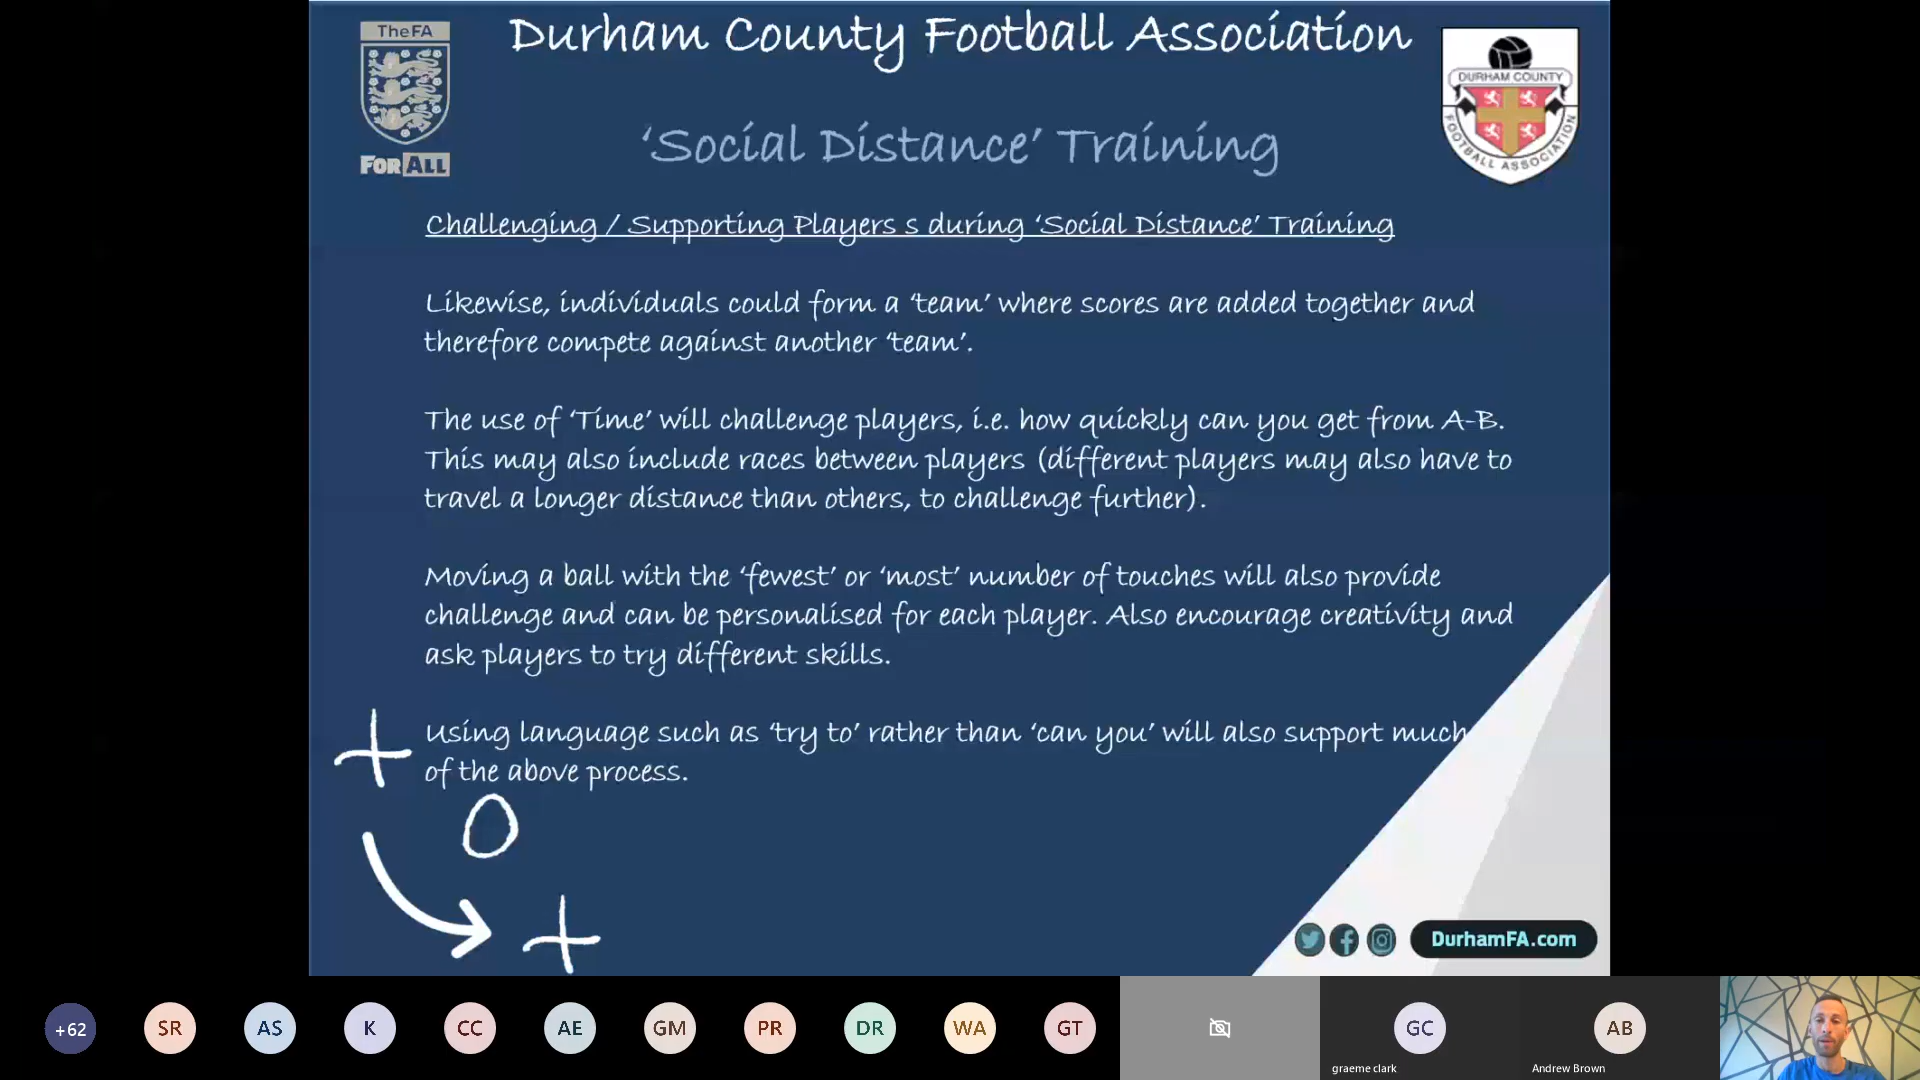 TheFA
FOR ALL
Durham County Football Association
DURHAM COUNTY
FOOTBALL ASSOCIATION
‘Social Distance’ Training
Challenging / Supporting Players s during ‘Social Distance’ Training
Likewise, individuals could form a ‘team’ where scores are added together and
therefore compete against another ‘team’.
The use of ‘Time’ will challenge players, i.e. how quickly can you get from A-B.
This may also include races between players (different players may also have to
travel a longer distance than others, to challenge further).
Moving a ball with the ‘fewest’ or ‘most’ number of touches will also provide
challenge and can be personalised for each player. Also encourage creativity and
ask players to try different skills.
Using language such as ‘try to’ rather than ‘can you’ will also support much
of the above process.
DurhamFA.com
+62
SR
AS
K
CC
AE
GM
PR
DR
WA
GT
GC
AB
graeme clark
Andrew Brown